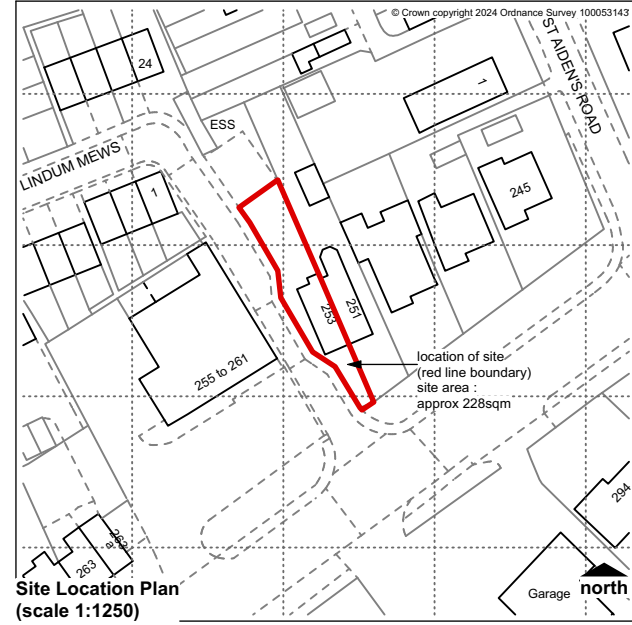 © Crown copyright 2024 Ordnance Survey 100053143
ST AIDEN'S ROAD
24
1
ESS
LINDUM MEWS
1
245
251
253
255 to 261
location of site
(red line boundary)
site area :
approx 228sqm
294
263
a
263
Garage
north
Site Location Plan
(scale 1:1250)